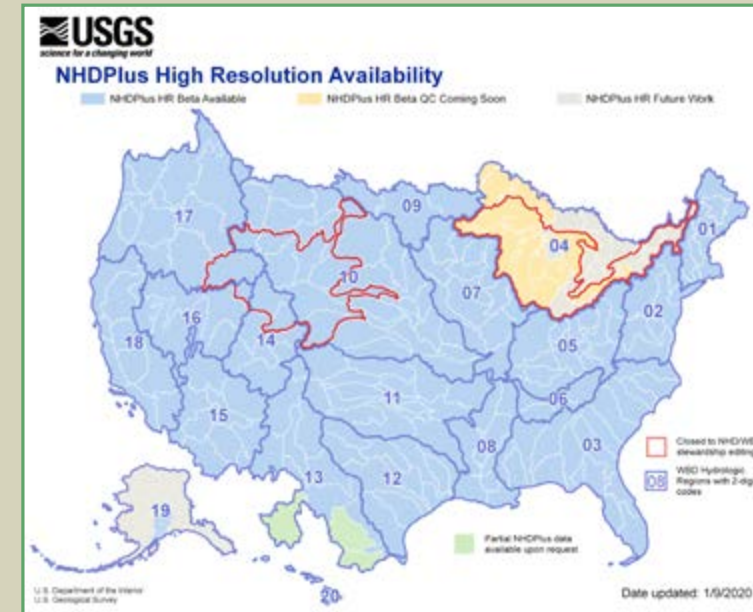 USGS
science for a changing world
NHDPlus High Resolution Availability
NHDPlus HR Beta Available
NHDPlus HR Beta QC Coming Soon
NHDPlus HR Future Work
17
09
04
01
10
07
02
16
18
14
05
15
11
06
08
03
12
13
19
20
Closed to NHD/WB
stewardship editing
08
WBD Hydrologic
Regions with 2-digi
codes
Partial NHDPlus data
available upon request
U.S. Department of the Interior
U.S. Geological Survey
Date updated: 1/9/2020